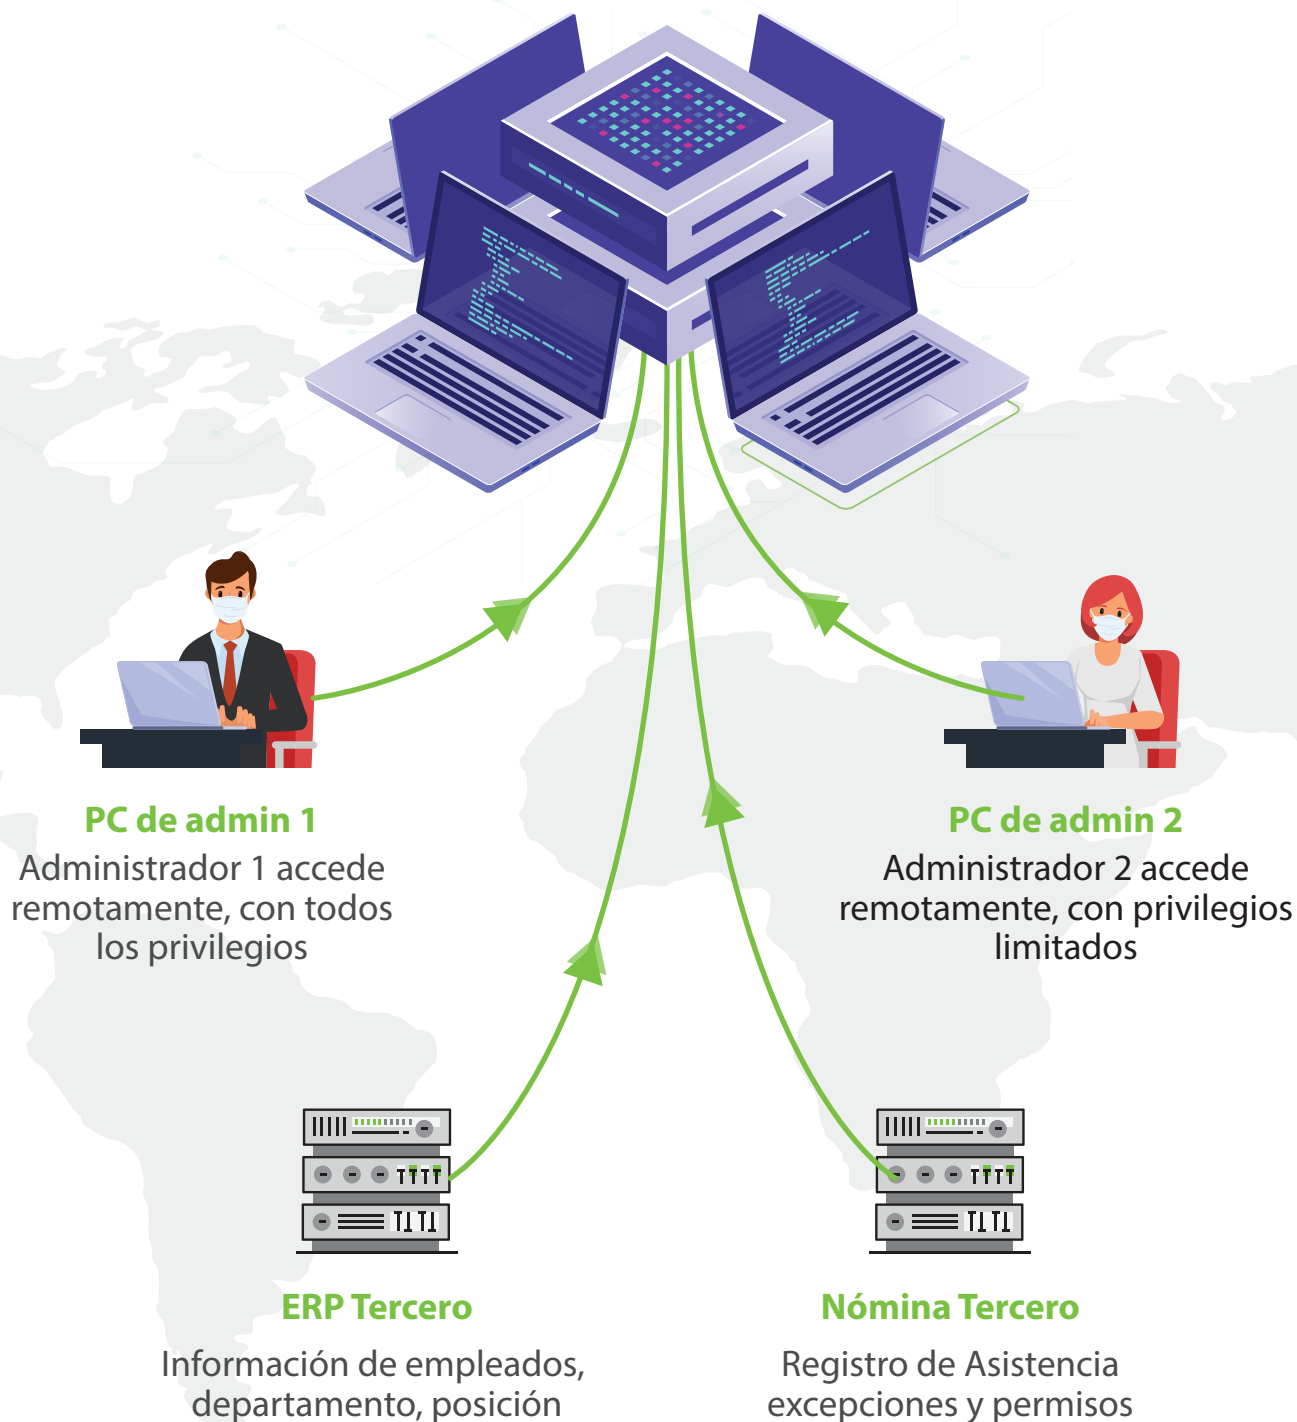 PC de admin 1
Administrador 1 accede
remotamente, con todos
los privilegios
PC de admin 2
Administrador 2 accede
remotamente, con privilegios
limitados
ERP Tercero
Información de empleados,
departamento, posición
Nómina Tercero
Registro de Asistencia
excepciones y permisos